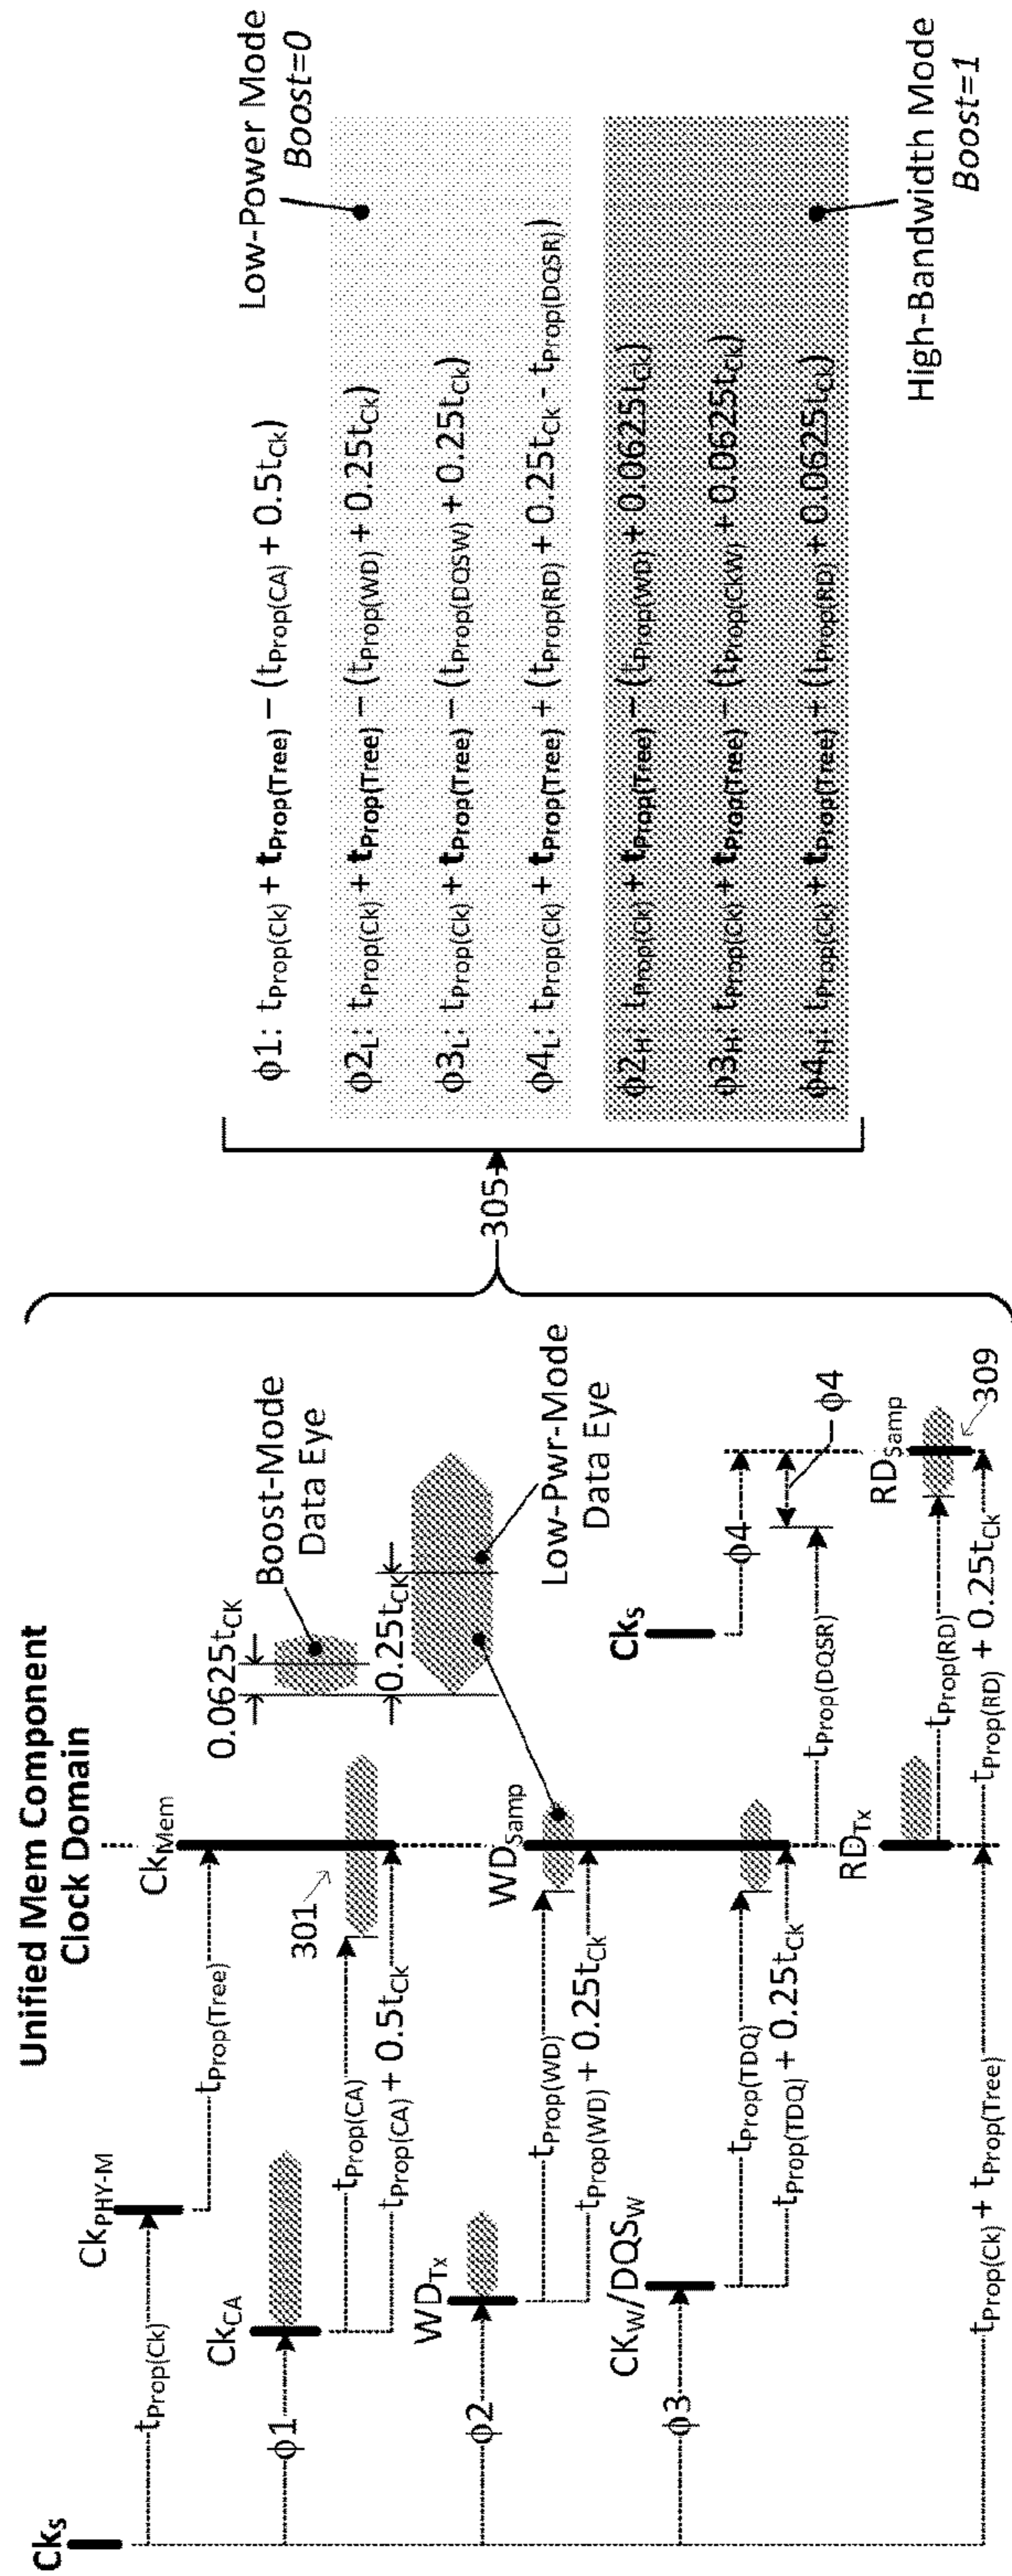 Unified Mem Component
Clock Domain
Ck_S
t_Prop(Ck)
Ck_PHY-M
t_Prop(Tree)
Ck_Mem
ϕ1
Ck_CA
t_Prop(CA)
t_Prop(CA) + 0.5t_Ck
301
0.0625t_CK
Boost-Mode
Data Eye
0.25t_CK
Low-Pwr-Mode
Data Eye
ϕ2
WD_Tx
t_Prop(WD)
t_Prop(WD) + 0.25t_Ck
WD_Samp
ϕ3
CK_W/DQS_W
t_Prop(TDQ)
t_Prop(TDQ) + 0.25t_Ck
Ck_S
ϕ4
t_Prop(DQSR)
ϕ4
RD_Tx
t_Prop(RD)
RD_Samp
309
t_Prop(Ck) + t_Prop(Tree)
t_Prop(RD) + 0.25t_Ck
305
ϕ1: t_Prop(Ck) + t_Prop(Tree) – (t_Prop(CA) + 0.5t_Ck)
Low-Power Mode
Boost=0
ϕ2_L: t_Prop(Ck) + t_Prop(Tree) – (t_Prop(WD) + 0.25t_Ck)
ϕ3_L: t_Prop(Ck) + t_Prop(Tree) – (t_Prop(DQSW) + 0.25t_Ck)
ϕ4_L: t_Prop(Ck) + t_Prop(Tree) + (t_Prop(RD) + 0.25t_Ck - t_Prop(DQSR))
ϕ2_H: t_Prop(Ck) + t_Prop(Tree) – (t_Prop(WD) + 0.0625t_Ck)
ϕ3_H: t_Prop(Ck) + t_Prop(Tree) – (t_Prop(CKW) + 0.0625t_Ck)
ϕ4_H: t_Prop(Ck) + t_Prop(Tree) + (t_Prop(RD) + 0.0625t_Ck)
High-Bandwidth Mode
Boost=1